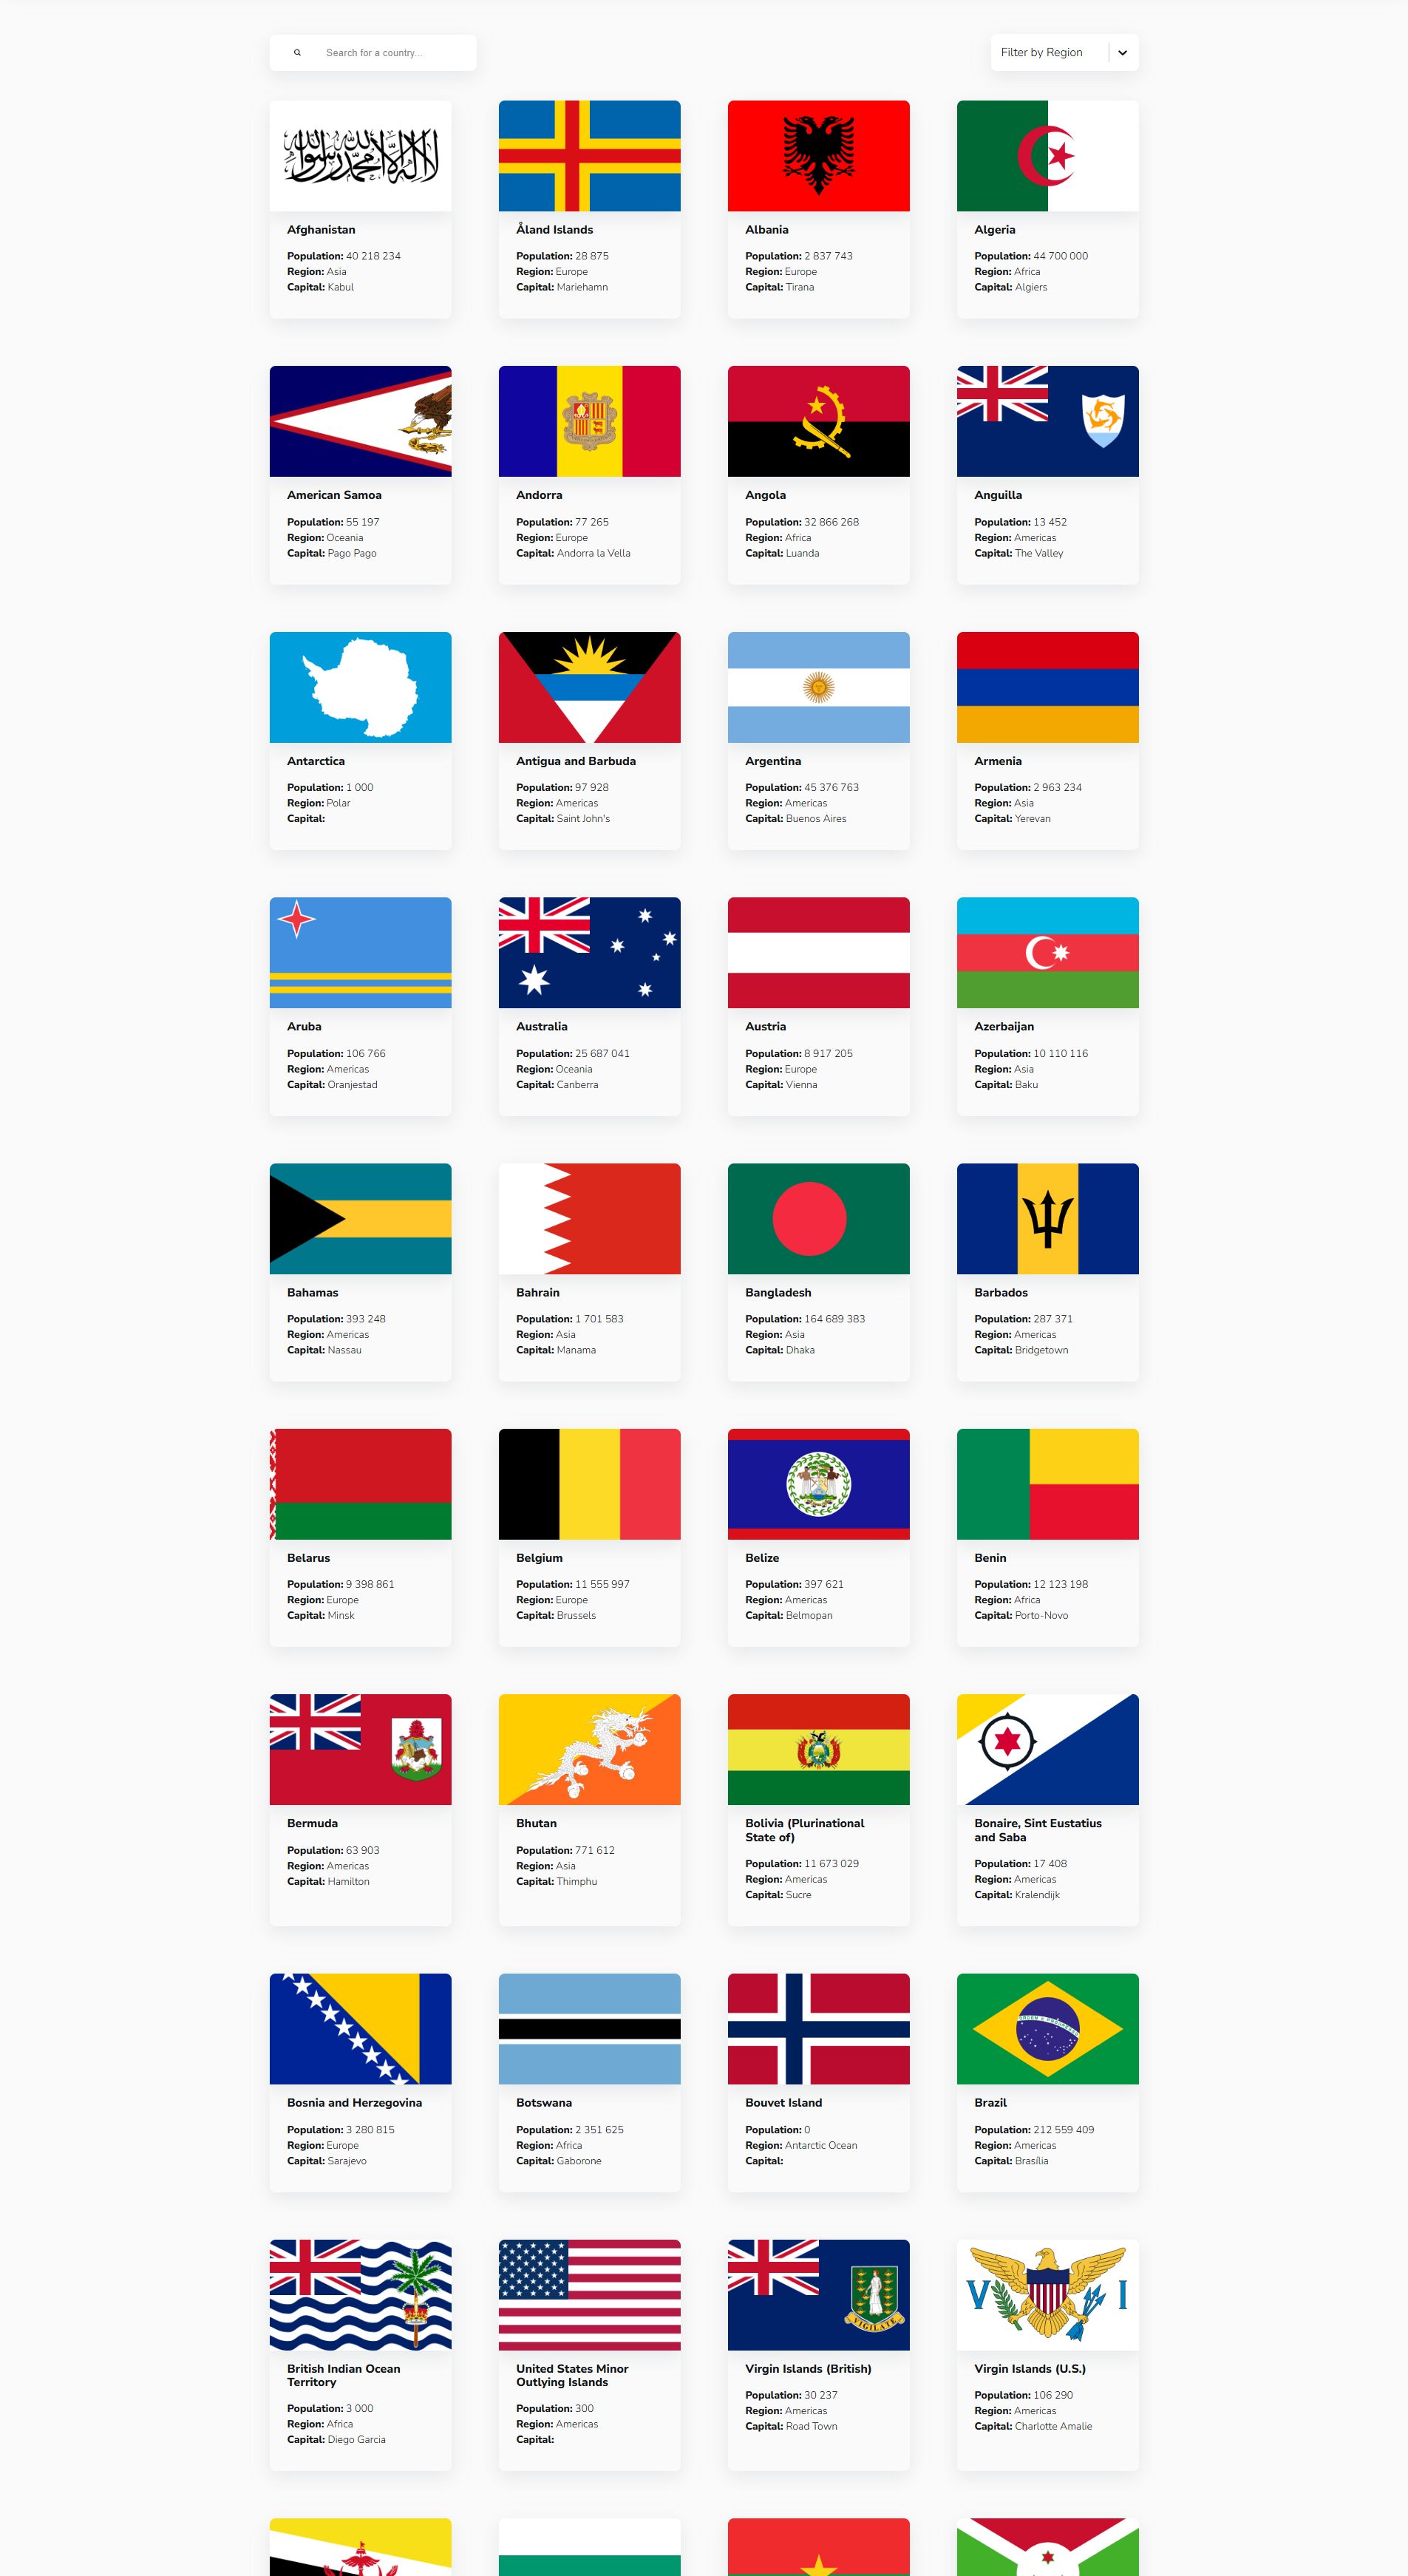 Search for a country...
Filter by Region
Afghanistan
Population: 40 218 234
Region: Asia
Capital: Kabul
Åland Islands
Population: 28 875
Region: Europe
Capital: Mariehamn
Albania
Population: 2 837 743
Region: Europe
Capital: Tirana
Algeria
Population: 44 700 000
Region: Africa
Capital: Algiers
American Samoa
Population: 55 197
Region: Oceania
Capital: Pago Pago
Andorra
Population: 77 265
Region: Europe
Capital: Andorra la Vella
Angola
Population: 32 866 268
Region: Africa
Capital: Luanda
Anguilla
Population: 13 452
Region: Americas
Capital: The Valley
Antarctica
Population: 1 000
Region: Polar
Capital:
Antigua and Barbuda
Population: 97 928
Region: Americas
Capital: Saint John's
Argentina
Population: 45 376 763
Region: Americas
Capital: Buenos Aires
Armenia
Population: 2 963 234
Region: Asia
Capital: Yerevan
Aruba
Population: 106 766
Region: Americas
Capital: Oranjestad
Australia
Population: 25 687 041
Region: Oceania
Capital: Canberra
Austria
Population: 8 917 205
Region: Europe
Capital: Vienna
Azerbaijan
Population: 10 110 116
Region: Asia
Capital: Baku
Bahamas
Population: 393 248
Region: Americas
Capital: Nassau
Bahrain
Population: 1 701 583
Region: Asia
Capital: Manama
Bangladesh
Population: 164 689 383
Region: Asia
Capital: Dhaka
Barbados
Population: 287 371
Region: Americas
Capital: Bridgetown
Belarus
Population: 9 398 861
Region: Europe
Capital: Minsk
Belgium
Population: 11 555 997
Region: Europe
Capital: Brussels
Belize
Population: 397 621
Region: Americas
Capital: Belmopan
Benin
Population: 12 123 198
Region: Africa
Capital: Porto-Novo
Bermuda
Population: 63 903
Region: Americas
Capital: Hamilton
Bhutan
Population: 771 612
Region: Asia
Capital: Thimphu
Bolivia (Plurinational
State of)
Population: 11 673 029
Region: Americas
Capital: Sucre
Bonaire, Sint Eustatius
and Saba
Population: 17 408
Region: Americas
Capital: Kralendijk
Bosnia and Herzegovina
Population: 3 280 815
Region: Europe
Capital: Sarajevo
Botswana
Population: 2 351 625
Region: Africa
Capital: Gaborone
Bouvet Island
Population: 0
Region: Antarctic Ocean
Capital:
Brazil
Population: 212 559 409
Region: Americas
Capital: Brasília
VIGILATE
V I
British Indian Ocean
Territory
Population: 3 000
Region: Africa
Capital: Diego Garcia
United States Minor
Outlying Islands
Population: 300
Region: Americas
Capital:
Virgin Islands (British)
Population: 30 237
Region: Americas
Capital: Road Town
Virgin Islands (U.S.)
Population: 106 290
Region: Americas
Capital: Charlotte Amalie